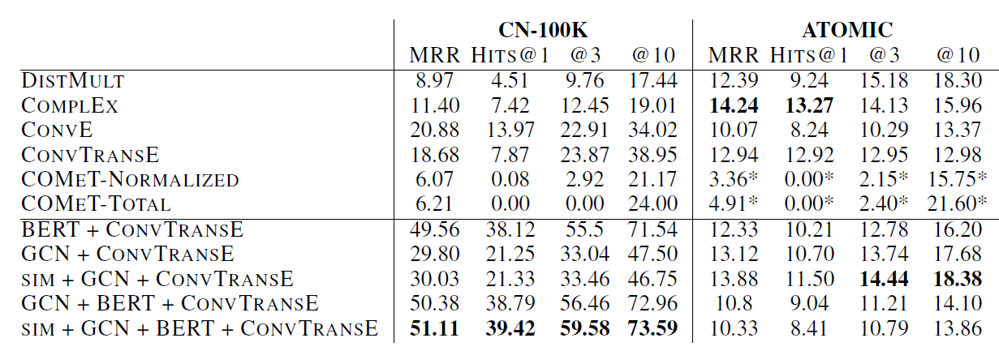 CN-100K ATOMIC
MRR HITS@1 @3 @10 MRR HITS@1 @3 @10
DISTMULT 8.97 4.51 9.76 17.44 12.39 9.24 15.18 18.30
COMPLEX 11.40 7.42 12.45 19.01 14.24 13.27 14.13 15.96
CONVE 20.88 13.97 22.91 34.02 10.07 8.24 10.29 13.37
CONVTRANSE 18.68 7.87 23.87 38.95 12.94 12.92 12.95 12.98
COMET-NORMALIZED 6.07 0.08 2.92 21.17 3.36* 0.00* 2.15* 15.75*
COMET-TOTAL 6.21 0.00 0.00 24.00 4.91* 0.00* 2.40* 21.60*
BERT + CONVTRANSE 49.56 38.12 55.5 71.54 12.33 10.21 12.78 16.20
GCN + CONVTRANSE 29.80 21.25 33.04 47.50 13.12 10.70 13.74 17.68
SIM + GCN + CONVTRANSE 30.03 21.33 33.46 46.75 13.88 11.50 14.44 18.38
GCN + BERT + CONVTRANSE 50.38 38.79 56.46 72.96 10.8 9.04 11.21 14.10
SIM + GCN + BERT + CONVTRANSE 51.11 39.42 59.58 73.59 10.33 8.41 10.79 13.86